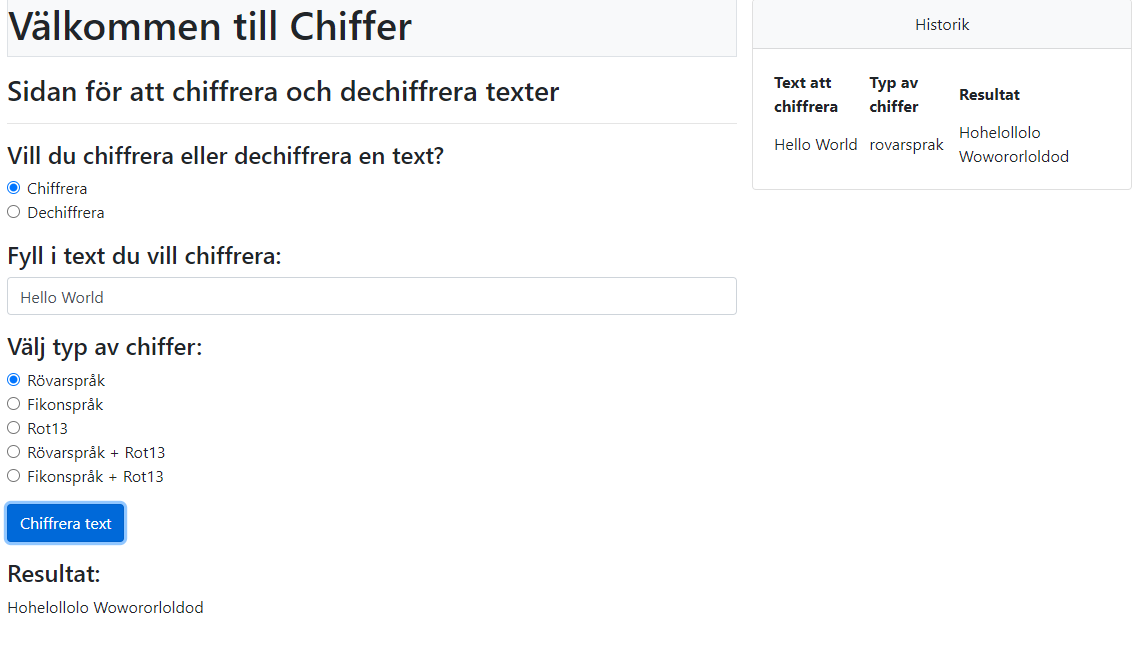 Välkommen till Chiffer
Sidan för att chiffrera och dechiffrera texter
Vill du chiffrera eller dechiffrera en text?
Chiffrera
Dechiffrera
Fyll i text du vill chiffrera:
Hello World
Välj typ av chiffer:
Rövarspråk
Fikonspråk
Rot13
Rövarspråk + Rot13
Fikonspråk + Rot13
Chiffrera text
Resultat:
Hohelollolo Wowororloldod
Historik
Text att chiffrera Typ av chiffer Resultat
Hello World rovarsprak Hohelollolo Wowororloldod